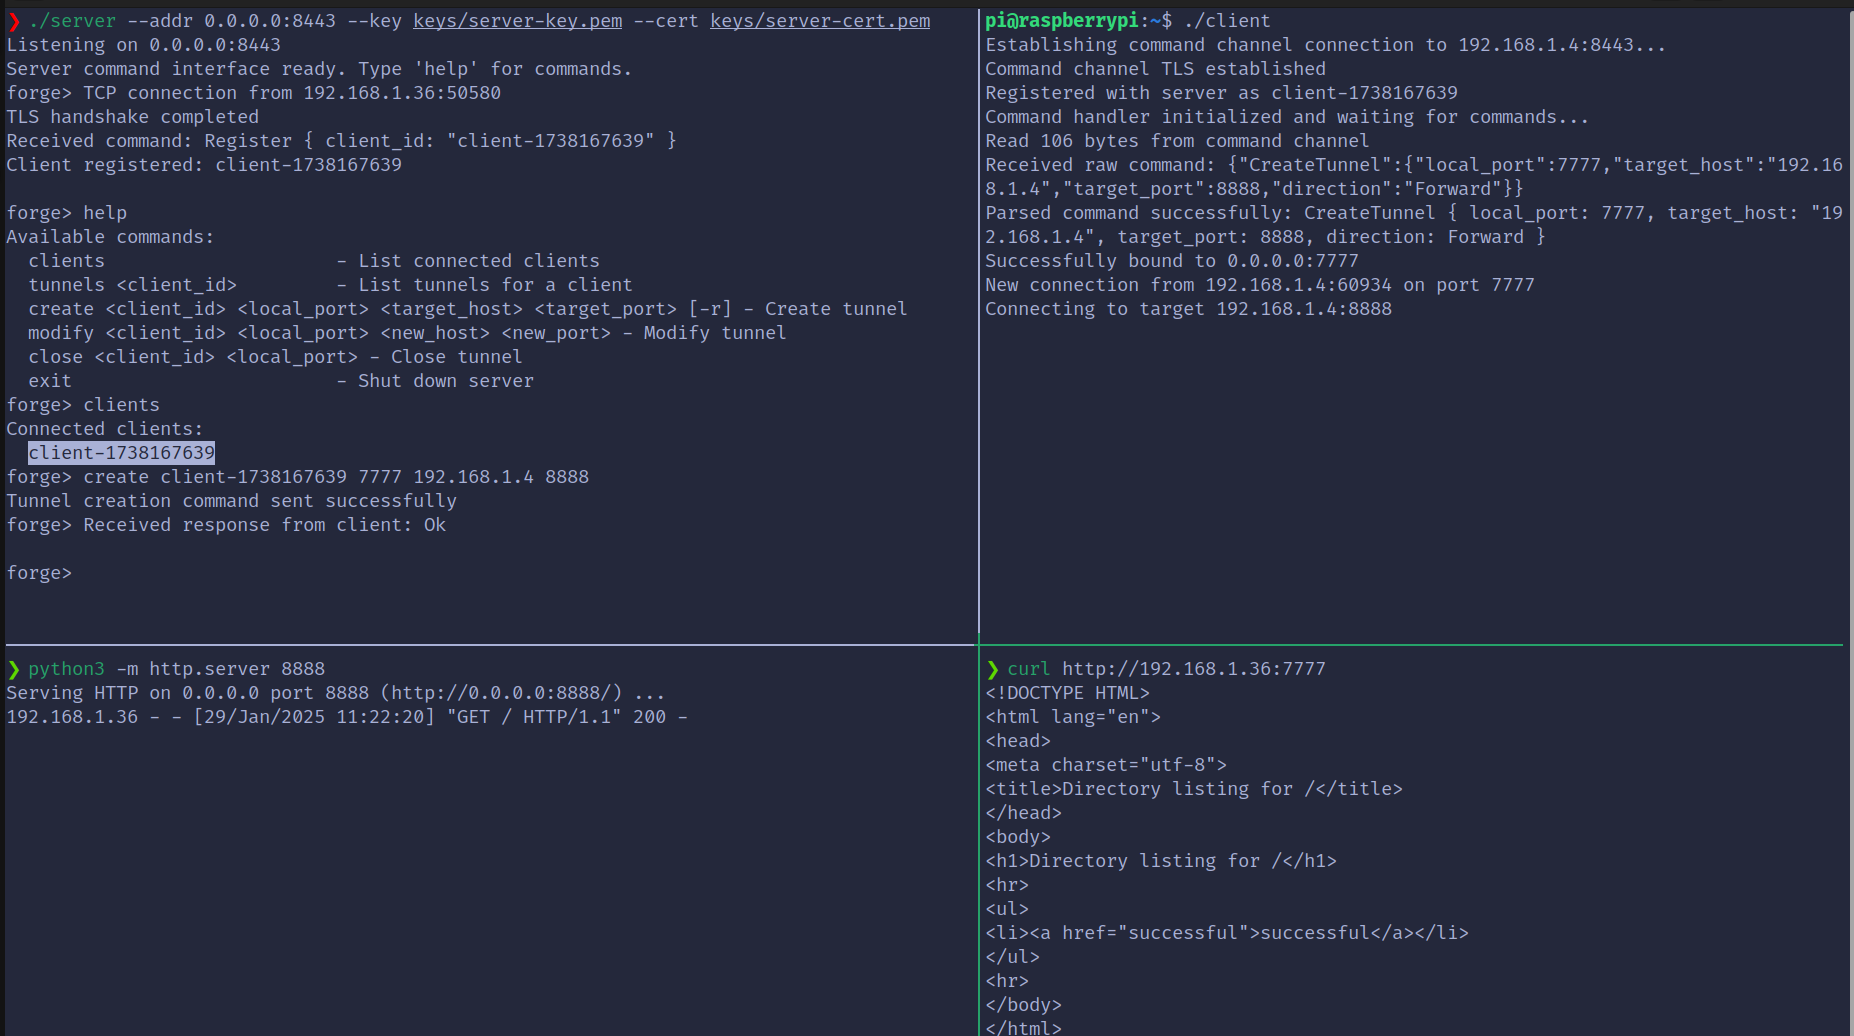 ❯ ./server --addr 0.0.0.0:8443 --key keys/server-key.pem --cert keys/server-cert.pem
Listening on 0.0.0.0:8443
Server command interface ready. Type 'help' for commands.
forge> TCP connection from 192.168.1.36:50580
TLS handshake completed
Received command: Register { client_id: "client-1738167639" }
Client registered: client-1738167639
forge> help
Available commands:
  clients                     - List connected clients
  tunnels <client_id>         - List tunnels for a client
  create <client_id> <local_port> <target_host> <target_port> [-r] - Create tunnel
  modify <client_id> <local_port> <new_host> <new_port> - Modify tunnel
  close <client_id> <local_port> - Close tunnel
  exit                        - Shut down server
forge> clients
Connected clients:
  client-1738167639
forge> create client-1738167639 7777 192.168.1.4 8888
Tunnel creation command sent successfully
forge> Received response from client: Ok
forge>
pi@raspberrypi:~$ ./client
Establishing command channel connection to 192.168.1.4:8443...
Command channel TLS established
Registered with server as client-1738167639
Command handler initialized and waiting for commands...
Read 106 bytes from command channel
Received raw command: {"CreateTunnel":{"local_port":7777,"target_host":"192.16
8.1.4","target_port":8888,"direction":"Forward"}}
Parsed command successfully: CreateTunnel { local_port: 7777, target_host: "19
2.168.1.4", target_port: 8888, direction: Forward }
Successfully bound to 0.0.0.0:7777
New connection from 192.168.1.4:60934 on port 7777
Connecting to target 192.168.1.4:8888
❯ python3 -m http.server 8888
Serving HTTP on 0.0.0.0 port 8888 (http://0.0.0.0:8888/) ...
192.168.1.36 - - [29/Jan/2025 11:22:20] "GET / HTTP/1.1" 200 -
❯ curl http://192.168.1.36:7777
<!DOCTYPE HTML>
<html lang="en">
<head>
<meta charset="utf-8">
<title>Directory listing for /</title>
</head>
<body>
<h1>Directory listing for /</h1>
<hr>
<ul>
<li><a href="successful">successful</a></li>
</ul>
<hr>
</body>
</html>